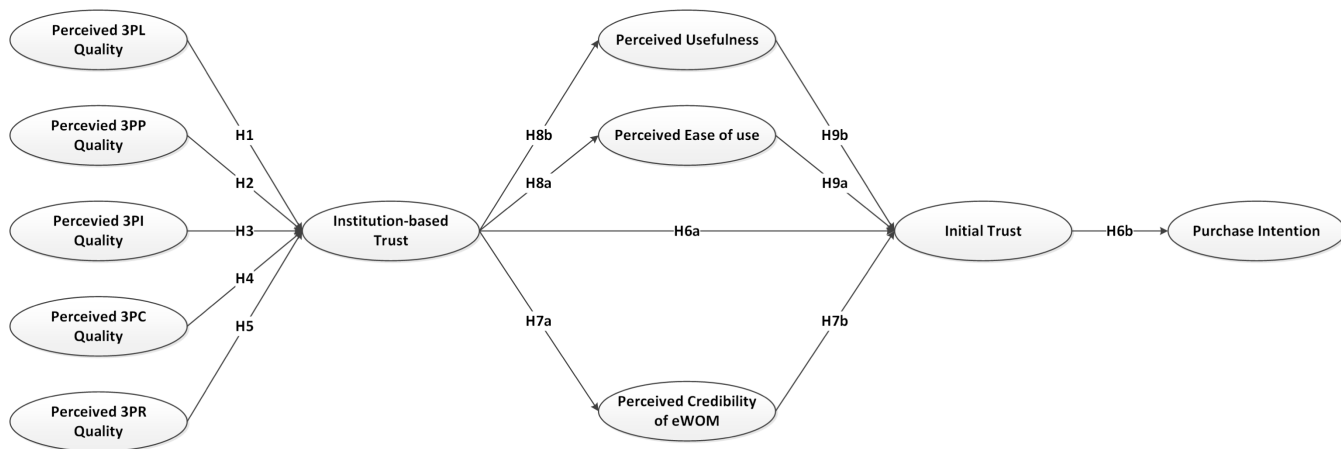 Perceived 3PL
Quality
Percevied 3PP
Quality
Percevied 3PI
Quality
Perceived 3PC
Quality
Perceived 3PR
Quality
H1
H2
H3
H4
H5
Institution-based
Trust
H8b
H8a
H6a
H7a
Perceived Usefulness
Perceived Ease of use
Perceived Credibility
of eWOM
H9b
H9a
H7b
Initial Trust
H6b
Purchase Intention